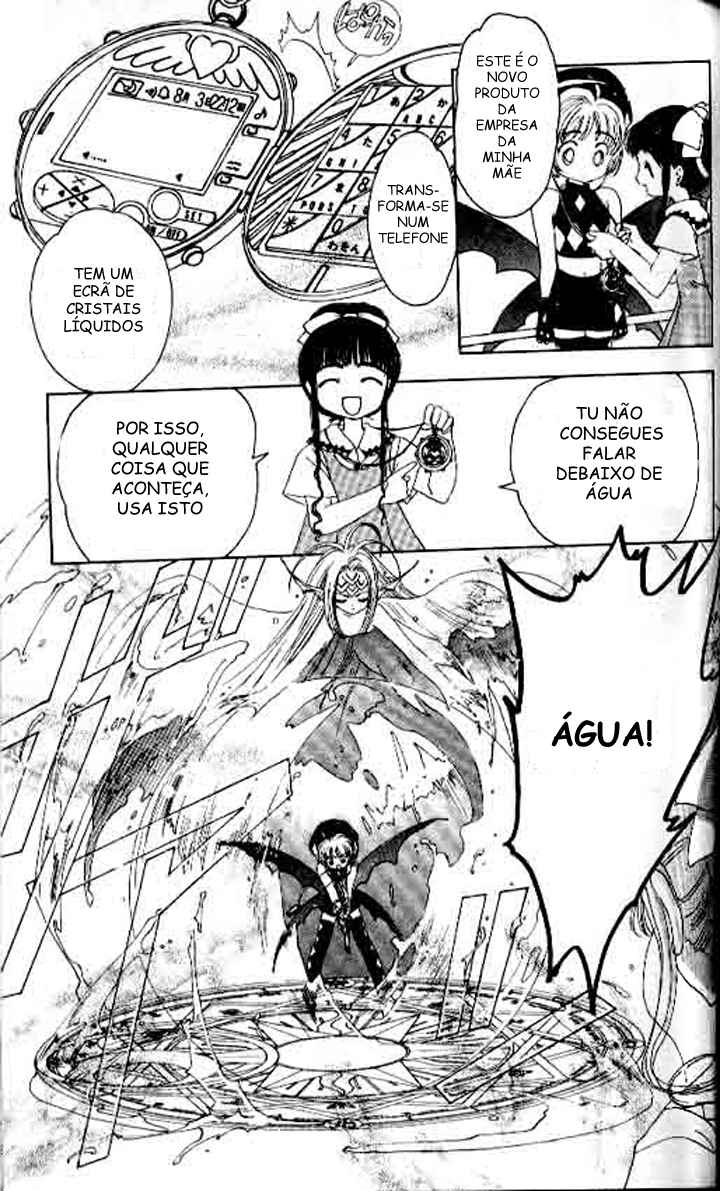 ESTE É O
NOVO
PRODUTO
DA
EMPRESA
DA
MINHA
MÃE
TRANS-
FORMA-SE
NUM
TELEFONE
TEM UM
ECRÃ DE
CRISTAIS
LÍQUIDOS
SET
TU NÃO
CONSEGUES
FALAR
DEBAIXO DE
ÁGUA
POR ISSO,
QUALQUER
COISA QUE
ACONTEÇA,
USA ISTO
ÁGUA!